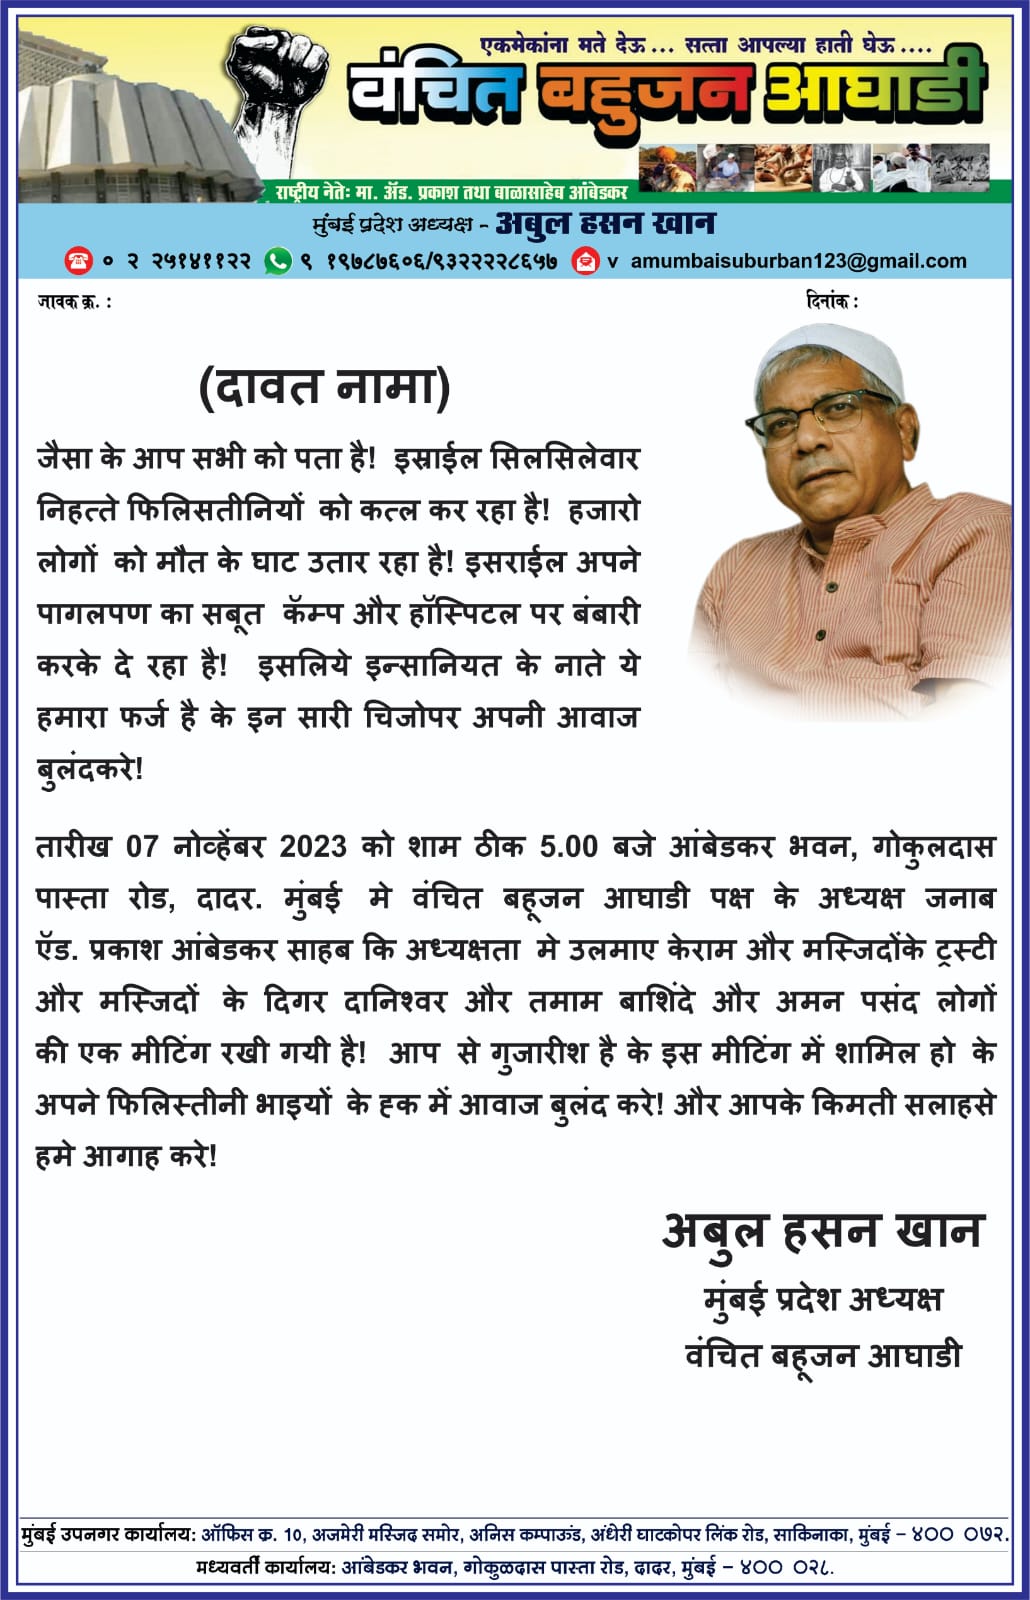 एकमेकांना मते देऊ... सत्ता आपल्या हाती घेऊ....
वंचित बहुजन आघाडी
राष्ट्रीय नेते: मा. ॲड. प्रकाश तथा बाळासाहेब आंबेडकर
मुंबई प्रदेश अध्यक्ष - अबुल हसन खान
० २ २५१४११२२ ९ १९७८७६०६/९३२२२२८६५७ v amumbaisuburban123@gmail.com
जावक क्र. : दिनांक :
(दावत नामा)
जैसा के आप सभी को पता है! इस्राईल सिलसिलेवार
निहत्ते फिलिसतीनियों को कत्ल कर रहा है! हजारो
लोगों को मौत के घाट उतार रहा है! इसराईल अपने
पागलपण का सबूत कॅम्प और हॉस्पिटल पर बंबारी
करके दे रहा है! इसलिये इन्सानियत के नाते ये
हमारा फर्ज है के इन सारी चिजोपर अपनी आवाज
बुलंदकरे!
तारीख 07 नोव्हेंबर 2023 को शाम ठीक 5.00 बजे आंबेडकर भवन, गोकुलदास
पास्ता रोड, दादर. मुंबई मे वंचित बहूजन आघाडी पक्ष के अध्यक्ष जनाब
ऍड. प्रकाश आंबेडकर साहब कि अध्यक्षता मे उलमाए केराम और मस्जिदोंके ट्रस्टी
और मस्जिदों के दिगर दानिश्वर और तमाम बाशिंदे और अमन पसंद लोगों
की एक मीटिंग रखी गयी है! आप से गुजारीश है के इस मीटिंग में शामिल हो के
अपने फिलिस्तीनी भाइयों के ह्क में आवाज बुलंद करे! और आपके किमती सलाहसे
हमे आगाह करे!
अबुल हसन खान
मुंबई प्रदेश अध्यक्ष
वंचित बहूजन आघाडी
मुंबई उपनगर कार्यालय: ऑफिस क्र. 10, अजमेरी मस्जिद समोर, अनिस कम्पाऊंड, अंधेरी घाटकोपर लिंक रोड, साकिनाका, मुंबई – ४०० ०७२.
मध्यवर्ती कार्यालय: आंबेडकर भवन, गोकुळदास पास्ता रोड, दादर, मुंबई – ४०० ०२८.